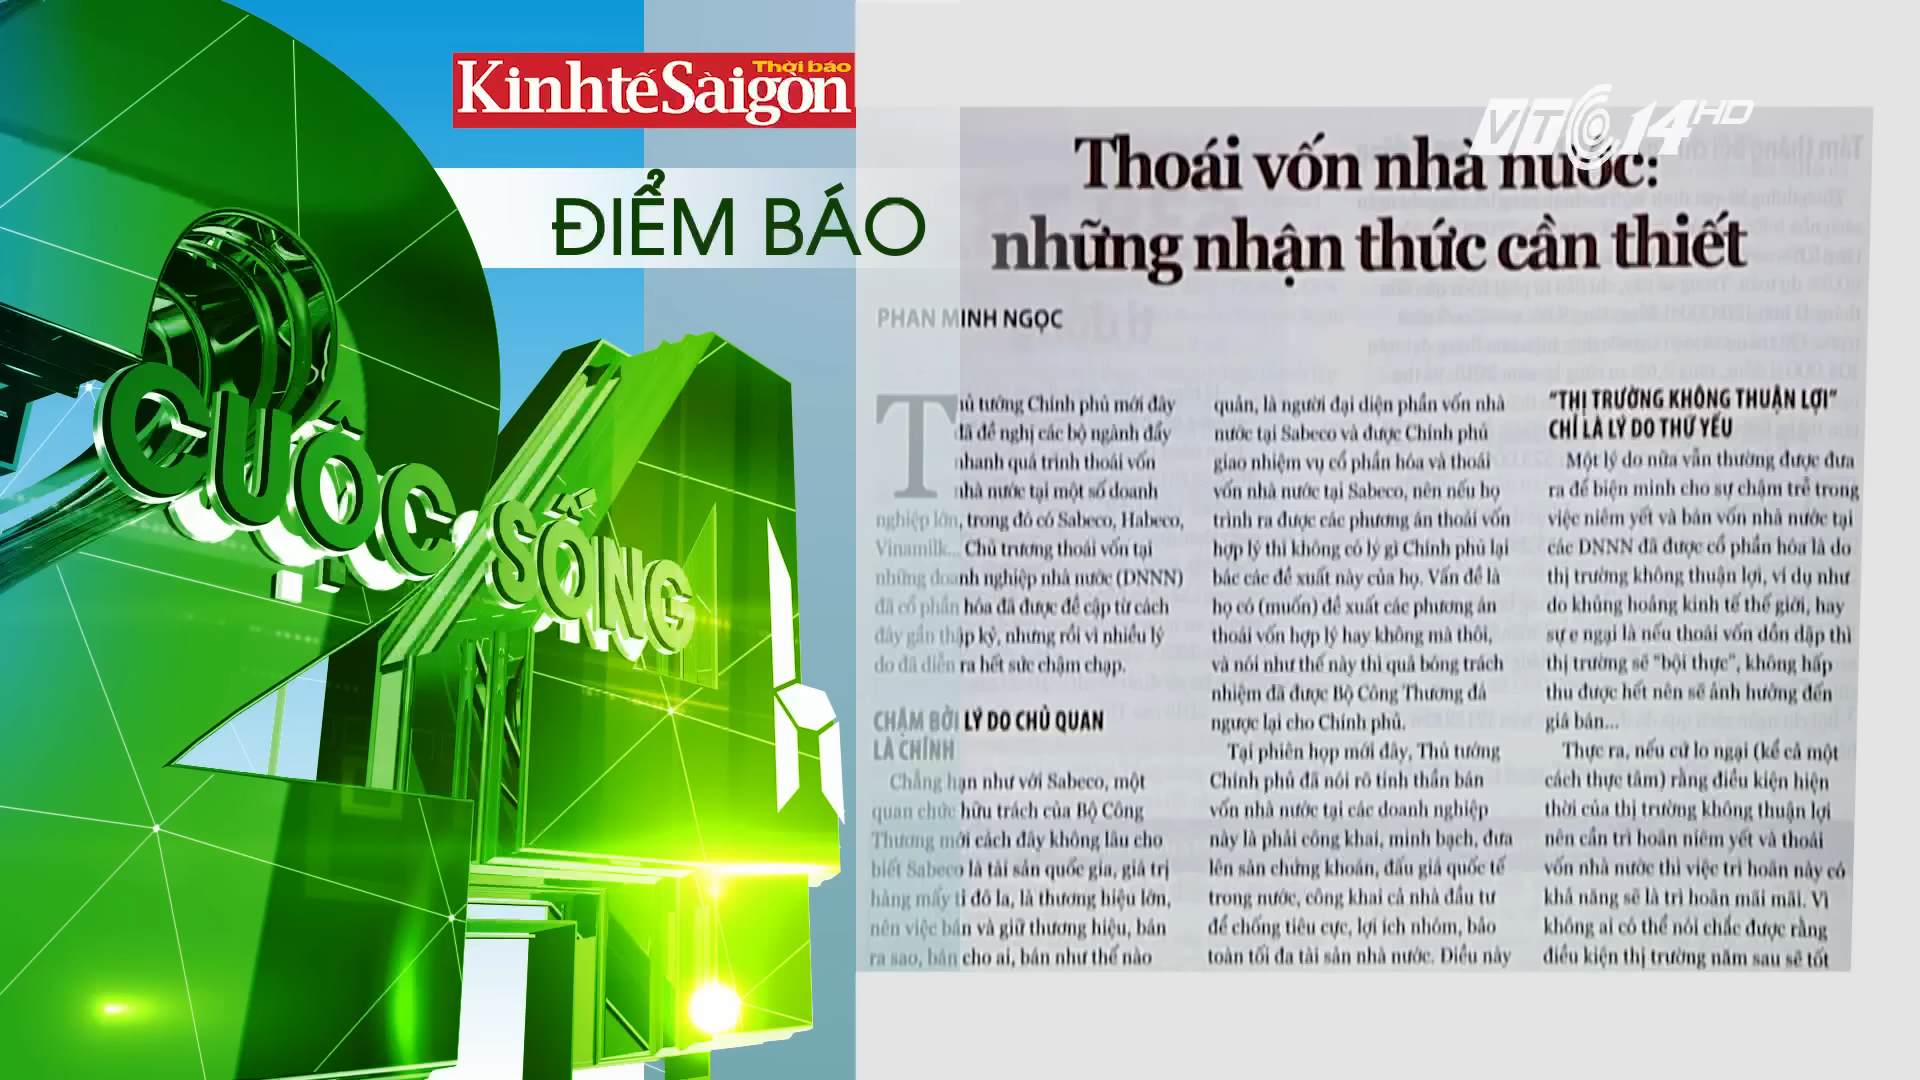 Thời báo
Kinh tế Sài gòn
ĐIỂM BÁO
CUỘC SỐNG
24h
VTC14 HD
Thoái vốn nhà nước:
những nhận thức cần thiết
PHAN MINH NGỌC
Thủ tướng Chính phủ mới đây
đã đề nghị các bộ ngành đẩy
nhanh quá trình thoái vốn
nhà nước tại một số doanh
nghiệp lớn, trong đó có Sabeco, Habeco,
Vinamilk... Chủ trương thoái vốn tại
những doanh nghiệp nhà nước (DNNN)
đã cổ phần hóa đã được đề cập từ cách
đây gần thập kỷ, nhưng rồi vì nhiều lý
do đã diễn ra hết sức chậm chạp.
CHẬM BỞI LÝ DO CHỦ QUAN
LÀ CHÍNH
Chẳng hạn như với Sabeco, một
quan chức hữu trách của Bộ Công
Thương mới cách đây không lâu cho
biết Sabeco là tài sản quốc gia, giá trị
hàng mấy tỉ đô la, là thương hiệu lớn,
nên việc bán và giữ thương hiệu, bán
ra sao, bán cho ai, bán như thế nào
quản, là người đại diện phần vốn nhà
nước tại Sabeco và được Chính phủ
giao nhiệm vụ cổ phần hóa và thoái
vốn nhà nước tại Sabeco, nên nếu họ
trình ra được các phương án thoái vốn
hợp lý thì không có lý gì Chính phủ lại
bác các đề xuất này của họ. Vấn đề là
họ có (muốn) đề xuất các phương án
thoái vốn hợp lý hay không mà thôi,
và nói như thế này thì quả bóng trách
nhiệm đã được Bộ Công Thương đá
ngược lại cho Chính phủ.
Tại phiên họp mới đây, Thủ tướng
Chính phủ đã nói rõ tinh thần bán
vốn nhà nước tại các doanh nghiệp
này là phải công khai, minh bạch, đưa
lên sàn chứng khoán, đấu giá quốc tế
trong nước, công khai cả nhà đầu tư
để chống tiêu cực, lợi ích nhóm, bảo
toàn tối đa tài sản nhà nước. Điều này
“THỊ TRƯỜNG KHÔNG THUẬN LỢI”
CHỈ LÀ LÝ DO THỨ YẾU
Một lý do nữa vẫn thường được đưa
ra để biện minh cho sự chậm trễ trong
việc niêm yết và bán vốn nhà nước tại
các DNNN đã được cổ phần hóa là do
thị trường không thuận lợi, ví dụ như
do khủng hoảng kinh tế thế giới, hay
sự e ngại là nếu thoái vốn dồn dập thì
thị trường sẽ “bội thực”, không hấp
thu được hết nên sẽ ảnh hưởng đến
giá bán...
Thực ra, nếu cứ lo ngại (kể cả một
cách thực tâm) rằng điều kiện hiện
thời của thị trường không thuận lợi
nên cần trì hoãn niêm yết và thoái
vốn nhà nước thì việc trì hoãn này có
khả năng sẽ là trì hoãn mãi mãi. Vì
không ai có thể nói chắc được rằng
điều kiện thị trường năm sau sẽ tốt